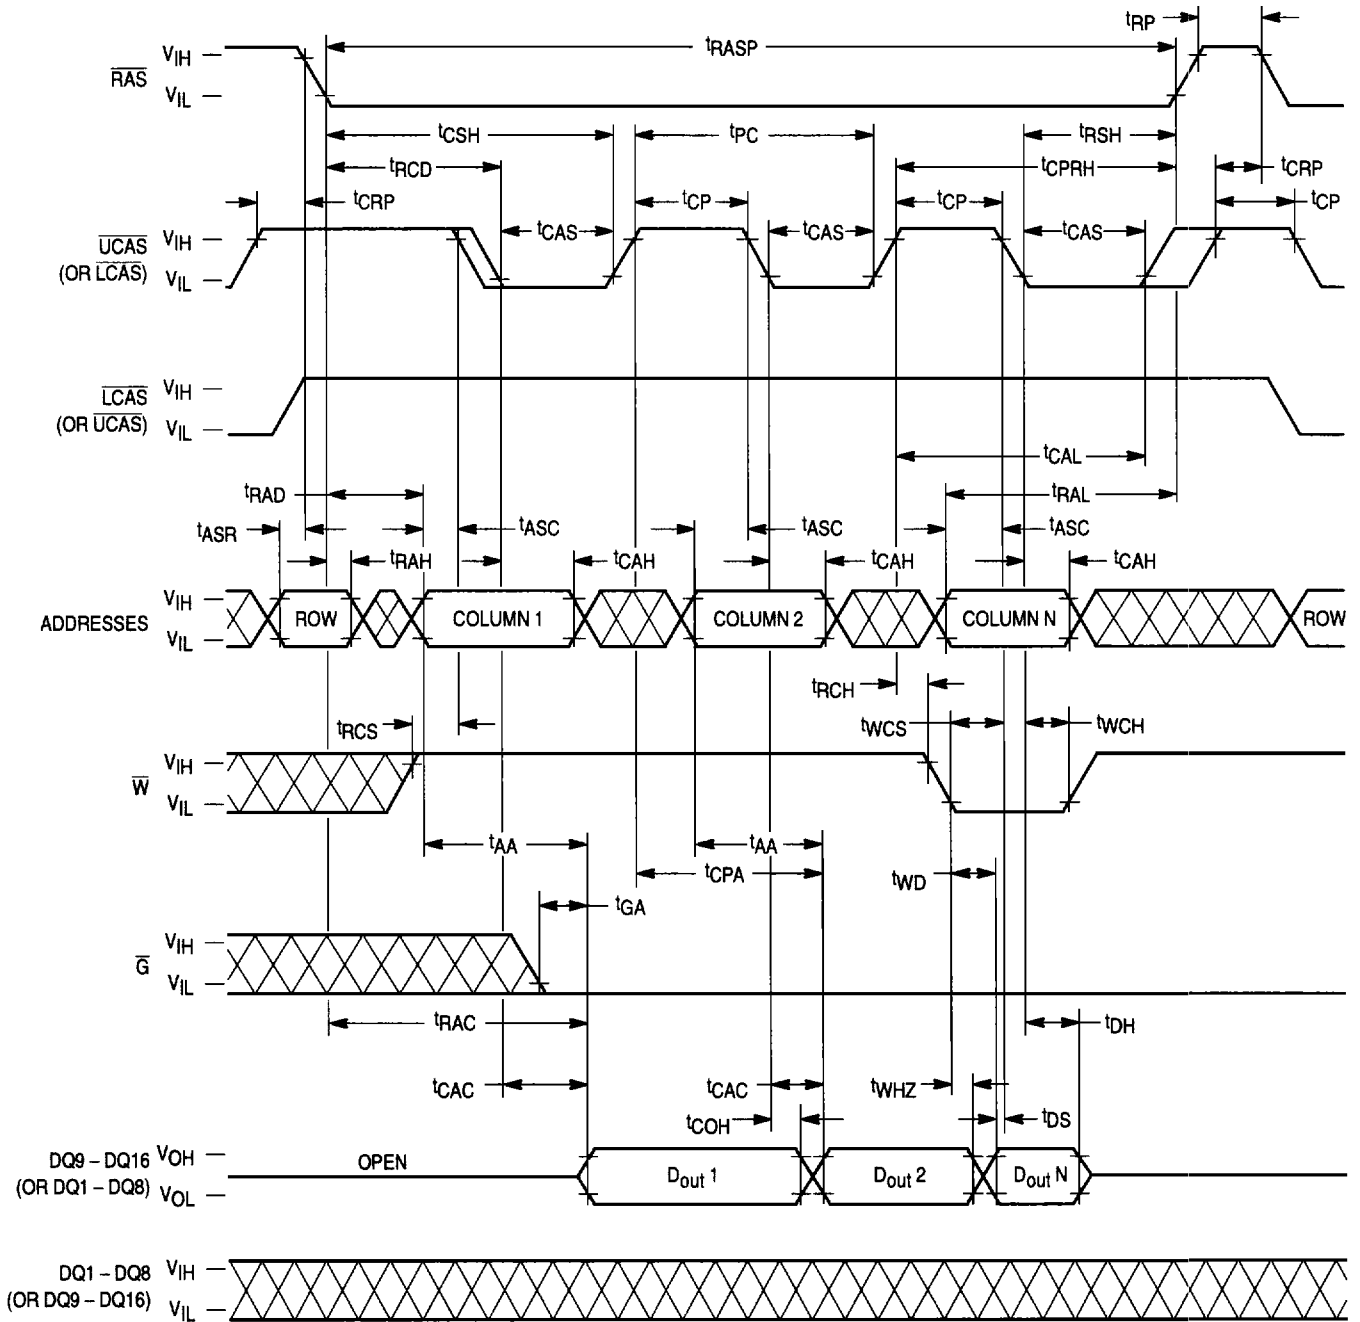 tRP
VIH
RAS
VIL
tRASP
tCSH
tPC
tRSH
tRCD
tCPRH
tCRP
tCRP
tCP
tCP
tCP
VIH
UCAS
(OR LCAS)
VIL
tCAS
tCAS
tCAS
VIH
LCAS
(OR UCAS)
VIL
tCAL
tRAD
tRAL
tASR
tASC
tASC
tASC
tRAH
tCAH
tCAH
tCAH
VIH
ADDRESSES
VIL
ROW
COLUMN 1
COLUMN 2
COLUMN N
ROW
tRCH
tRCS
tWCS
tWCH
VIH
W
VIL
tAA
tAA
tCPA
tWD
tGA
VIH
G
VIL
tRAC
tDH
tCAC
tCAC
tWHZ
tCOH
tDS
DQ9 – DQ16
(OR DQ1 – DQ8)
VOH
VOL
OPEN
Dout 1
Dout 2
Dout N
DQ1 – DQ8
(OR DQ9 – DQ16)
VIH
VIL